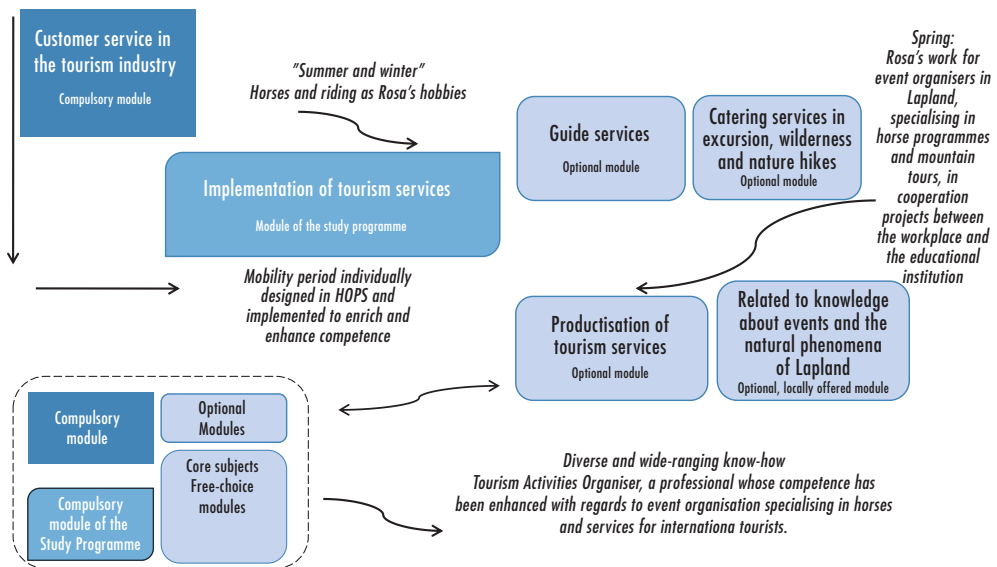 Customer service in
the tourism industry
Compulsory module
"Summer and winter"
Horses and riding as Rosa's hobbies
Implementation of tourism services
Module of the study programme
Guide services
Optional module
Catering services in
excursion, wilderness
and nature hikes
Optional module
Spring:
Rosa's work for
event organisers in
Lapland,
specialising in
horse programmes
and mountain
tours, in
cooperation
projects between
the workplace and
the educational
institution
Mobility period individually
designed in HOPS and
implemented to enrich and
enhance competence
Productisation of
tourism services
Optional module
Related to knowledge
about events and the
natural phenomena
of Lapland
Optional, locally offered module
Compulsory
module
Optional
Modules
Core subjects
Free-choice
modules
Compulsory
module of the
Study Programme
Diverse and wide-ranging know-how
Tourism Activities Organiser, a professional whose competence has
been enhanced with regards to event organisation specialising in horses
and services for internationa tourists.